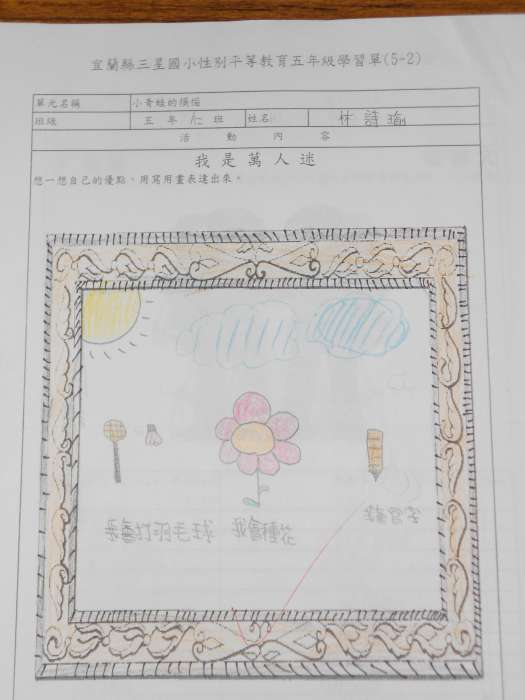 宜蘭縣三星國小性別平等教育五年級學習單(5-2)
單元名稱 小青蛙的煩惱
班級 五 年 仁 班 姓名: 林詩瑜
活 動 內 容
我是萬人迷
想一想自己的優點、用寫用畫表達出來。
我會打羽毛球 我會種花 練習字